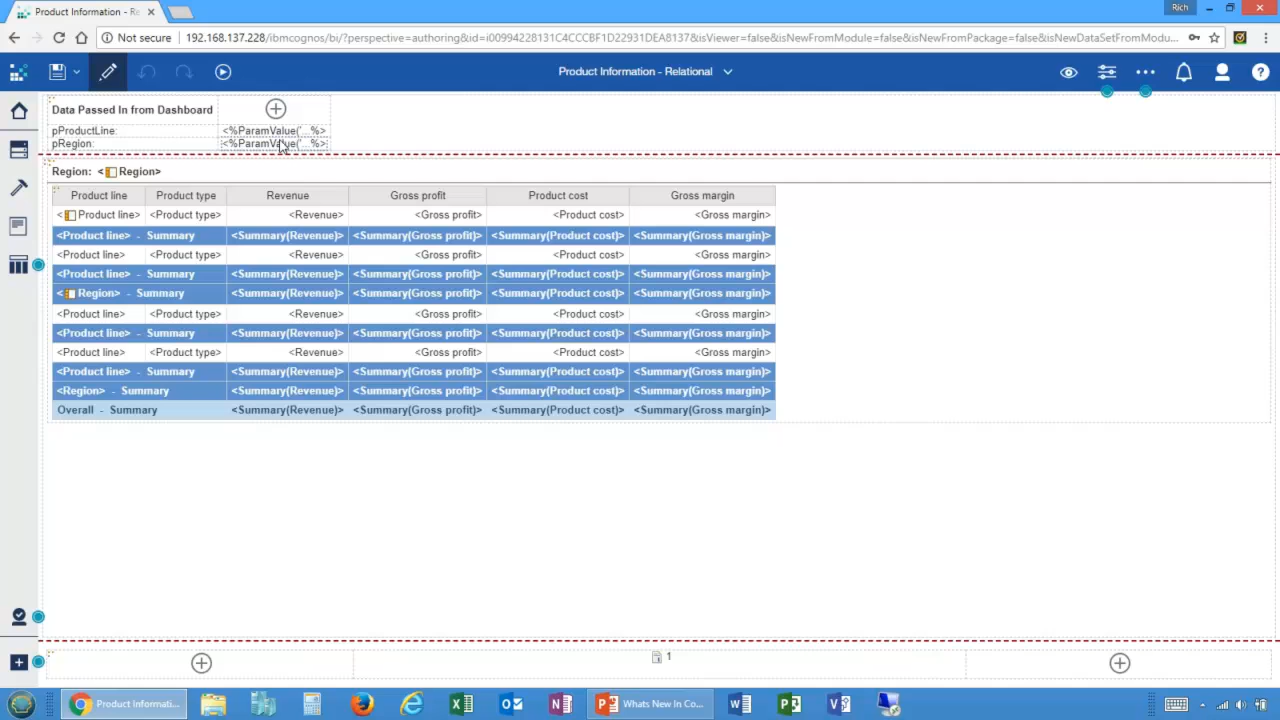 Product Information - Re
Rich
Not secure 192.168.137.228/ibmcognos/bi/?perspective=authoring&id=i00994228131C4CCCBF1D22931DEA8137&isViewer=false&isNewFromModule=false&isNewFromPackage=false&isNewDataSetFromModu...
Product Information - Relational
Data Passed In from Dashboard
pProductLine: <%ParamValue('...%>
pRegion: <%ParamValue('...%>
Region: < Region>
Product line Product type Revenue Gross profit Product cost Gross margin
< Product line> <Product type> <Revenue> <Gross profit> <Product cost> <Gross margin>
<Product line> - Summary <Summary(Revenue)> <Summary(Gross profit)> <Summary(Product cost)> <Summary(Gross margin)>
<Product line> <Product type> <Revenue> <Gross profit> <Product cost> <Gross margin>
<Product line> - Summary <Summary(Revenue)> <Summary(Gross profit)> <Summary(Product cost)> <Summary(Gross margin)>
< Region> - Summary <Summary(Revenue)> <Summary(Gross profit)> <Summary(Product cost)> <Summary(Gross margin)>
<Product line> <Product type> <Revenue> <Gross profit> <Product cost> <Gross margin>
<Product line> - Summary <Summary(Revenue)> <Summary(Gross profit)> <Summary(Product cost)> <Summary(Gross margin)>
<Product line> <Product type> <Revenue> <Gross profit> <Product cost> <Gross margin>
<Product line> - Summary <Summary(Revenue)> <Summary(Gross profit)> <Summary(Product cost)> <Summary(Gross margin)>
<Region> - Summary <Summary(Revenue)> <Summary(Gross profit)> <Summary(Product cost)> <Summary(Gross margin)>
Overall - Summary <Summary(Revenue)> <Summary(Gross profit)> <Summary(Product cost)> <Summary(Gross margin)>
1
Product Informati... Whats New In Co...